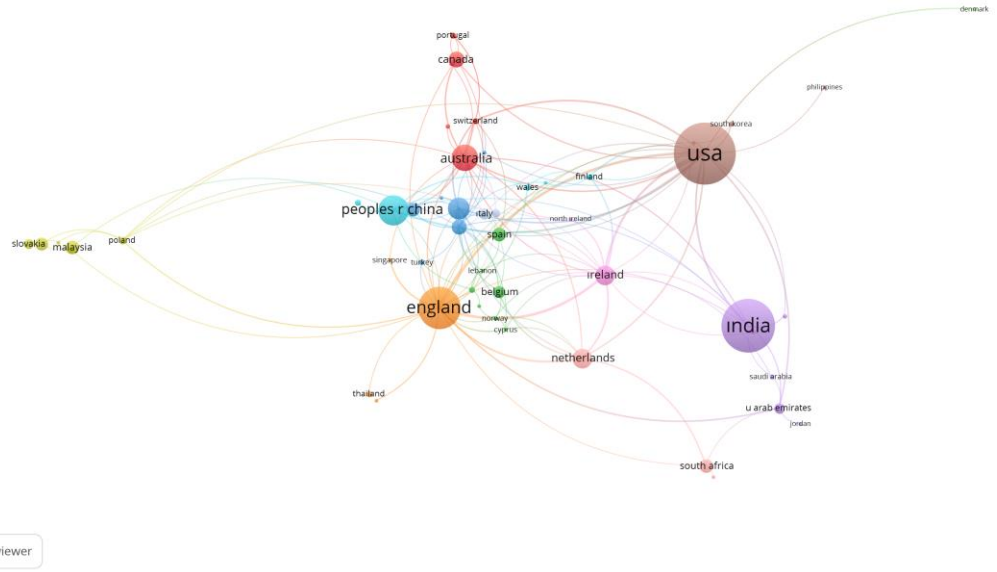 denmark
portugal
canada
philippines
switzerland
south korea
usa
australia
finland
wales
peoples r china
italy
north ireland
spain
poland
slovakia
malaysia
singapore
turkey
lebanon
ireland
belgium
england
norway
india
cyprus
netherlands
saudi arabia
thailand
u arab emirates
jordan
south africa
iewer